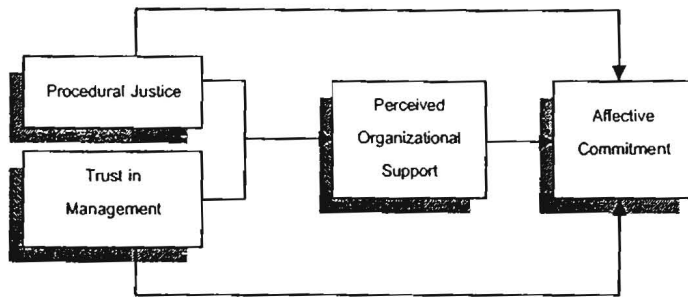 Procedural Justice
Trust in
Management
Perceived
Organizational
Support
Affective
Commitment